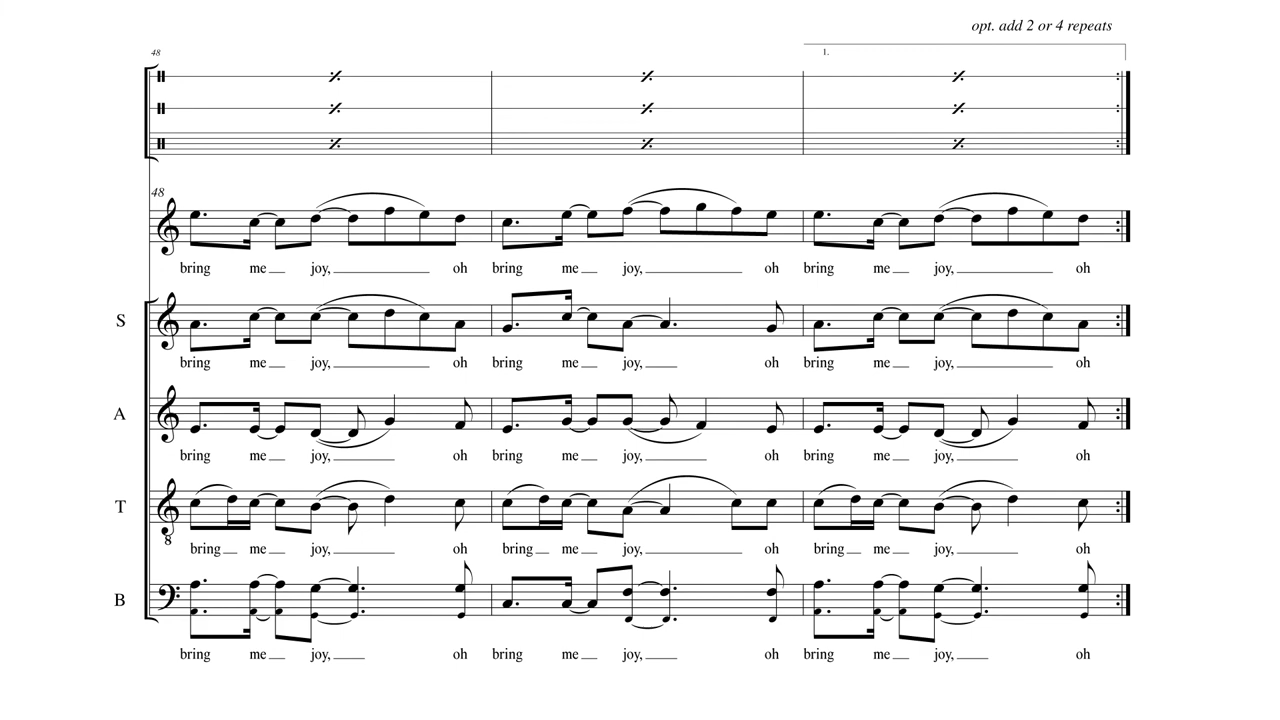 opt. add 2 or 4 repeats
48
1.
48
bring me joy, oh bring me joy, oh bring me joy, oh
S
bring me joy, oh bring me joy, oh bring me joy, oh
A
bring me joy, oh bring me joy, oh bring me joy, oh
T
8
bring me joy, oh bring me joy, oh bring me joy, oh
B
bring me joy, oh bring me joy, oh bring me joy, oh